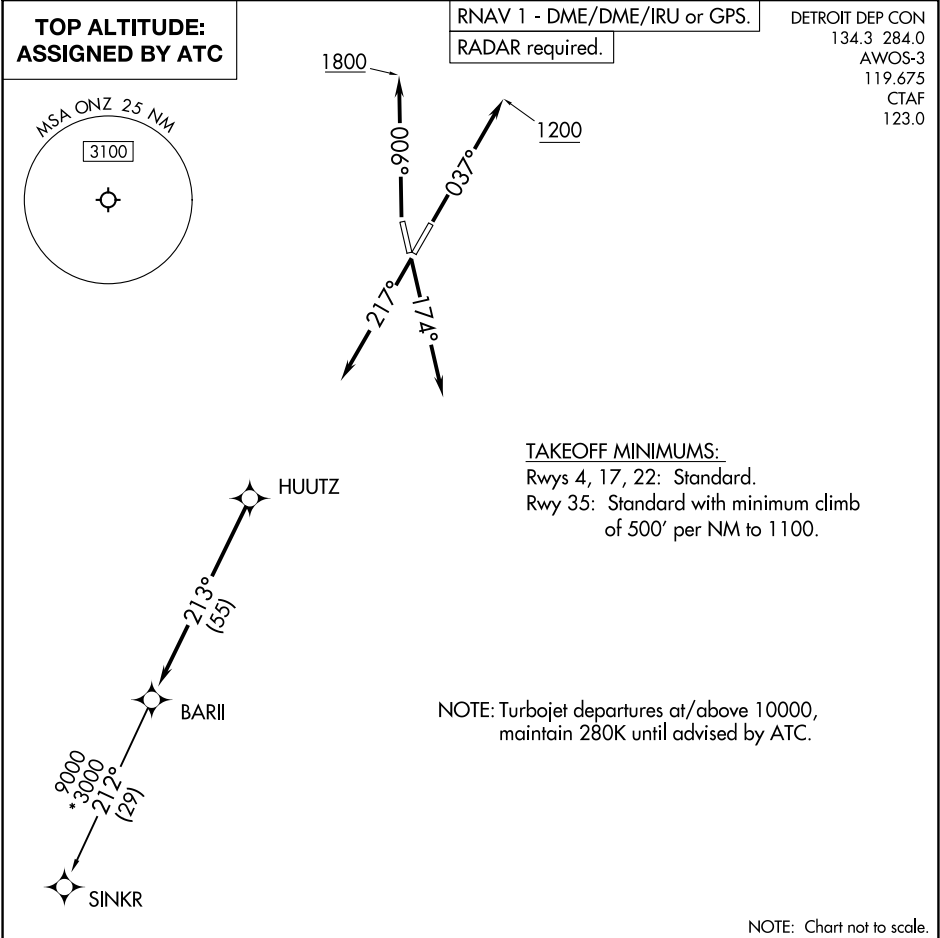 TOP ALTITUDE:
ASSIGNED BY ATC
RNAV 1 - DME/DME/IRU or GPS.
RADAR required.
DETROIT DEP CON
134.3 284.0
AWOS-3
119.675
CTAF
123.0
MSA ONZ 25 NM
3100
1800
1200
006°
037°
217°
174°
TAKEOFF MINIMUMS:
Rwys 4, 17, 22: Standard.
Rwy 35: Standard with minimum climb
of 500' per NM to 1100.
HUUTZ
213°
(55)
BARII
NOTE: Turbojet departures at/above 10000,
maintain 280K until advised by ATC.
9000
*3000
212°
(29)
SINKR
NOTE: Chart not to scale.